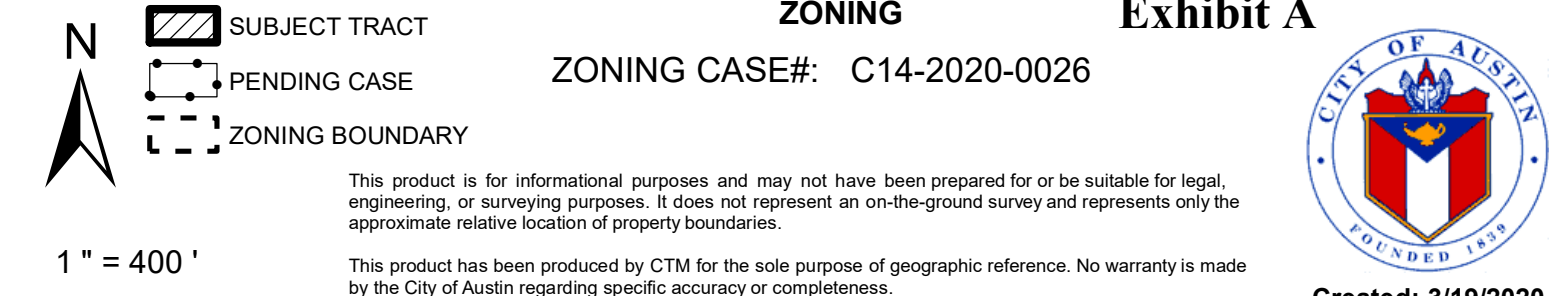 ZONING
Exhibit A
N
SUBJECT TRACT
PENDING CASE
ZONING BOUNDARY
ZONING CASE#: C14-2020-0026
This product is for informational purposes and may not have been prepared for or be suitable for legal,
engineering, or surveying purposes. It does not represent an on-the-ground survey and represents only the
approximate relative location of property boundaries.
1 " = 400 '
This product has been produced by CTM for the sole purpose of geographic reference. No warranty is made
by the City of Austin regarding specific accuracy or completeness.
CITY OF AUSTIN
FOUNDED 1839
Created: 3/19/2020